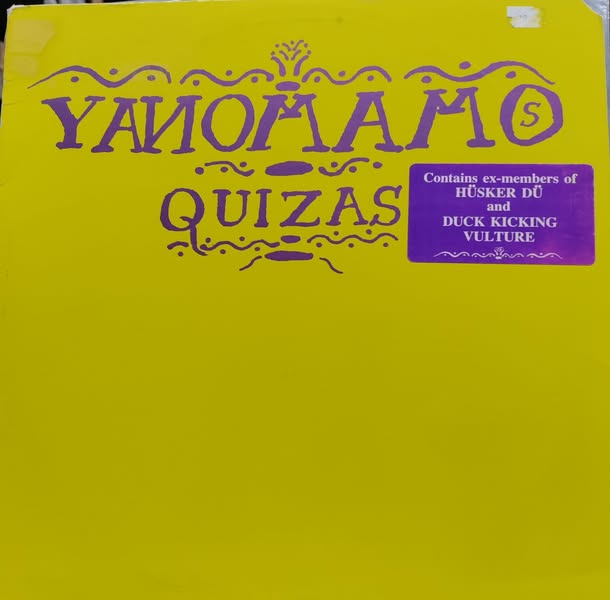 YANOMAMOS
QUIZAS
Contains ex-members of
HÜSKER DÜ
and
DUCK KICKING
VULTURE